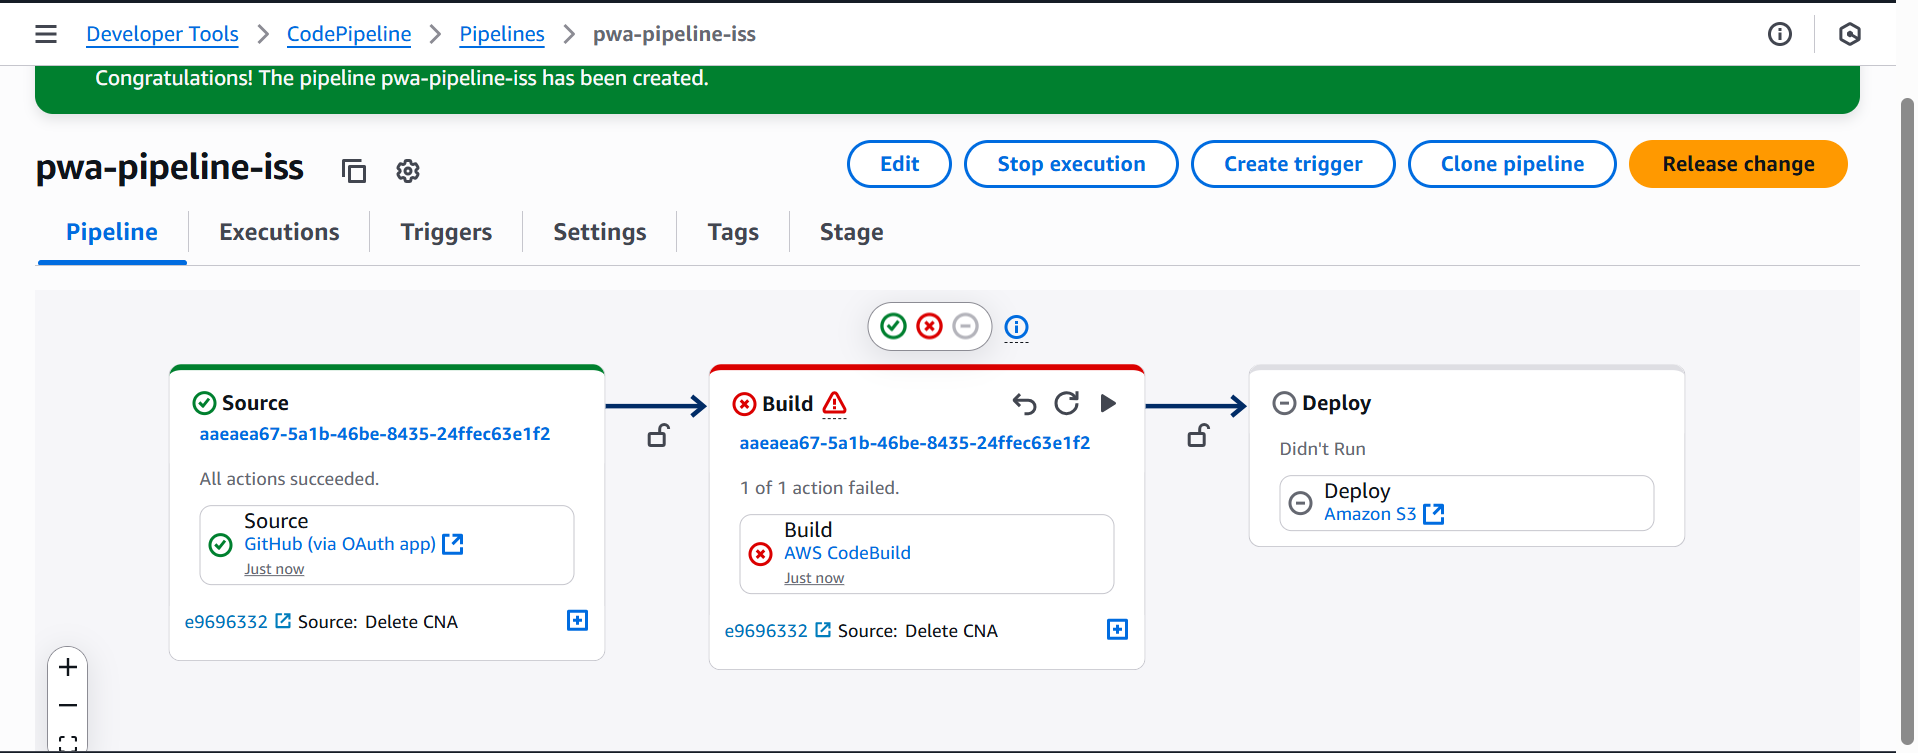 Developer Tools > CodePipeline > Pipelines > pwa-pipeline-iss
Congratulations! The pipeline pwa-pipeline-iss has been created.
pwa-pipeline-iss
Edit
Stop execution
Create trigger
Clone pipeline
Release change
Pipeline
Executions
Triggers
Settings
Tags
Stage
Source
aaeaea67-5a1b-46be-8435-24ffec63e1f2
All actions succeeded.
Source
GitHub (via OAuth app)
Just now
e9696332 Source: Delete CNA
Build
aaeaea67-5a1b-46be-8435-24ffec63e1f2
1 of 1 action failed.
Build
AWS CodeBuild
Just now
e9696332 Source: Delete CNA
Deploy
Didn't Run
Deploy
Amazon S3